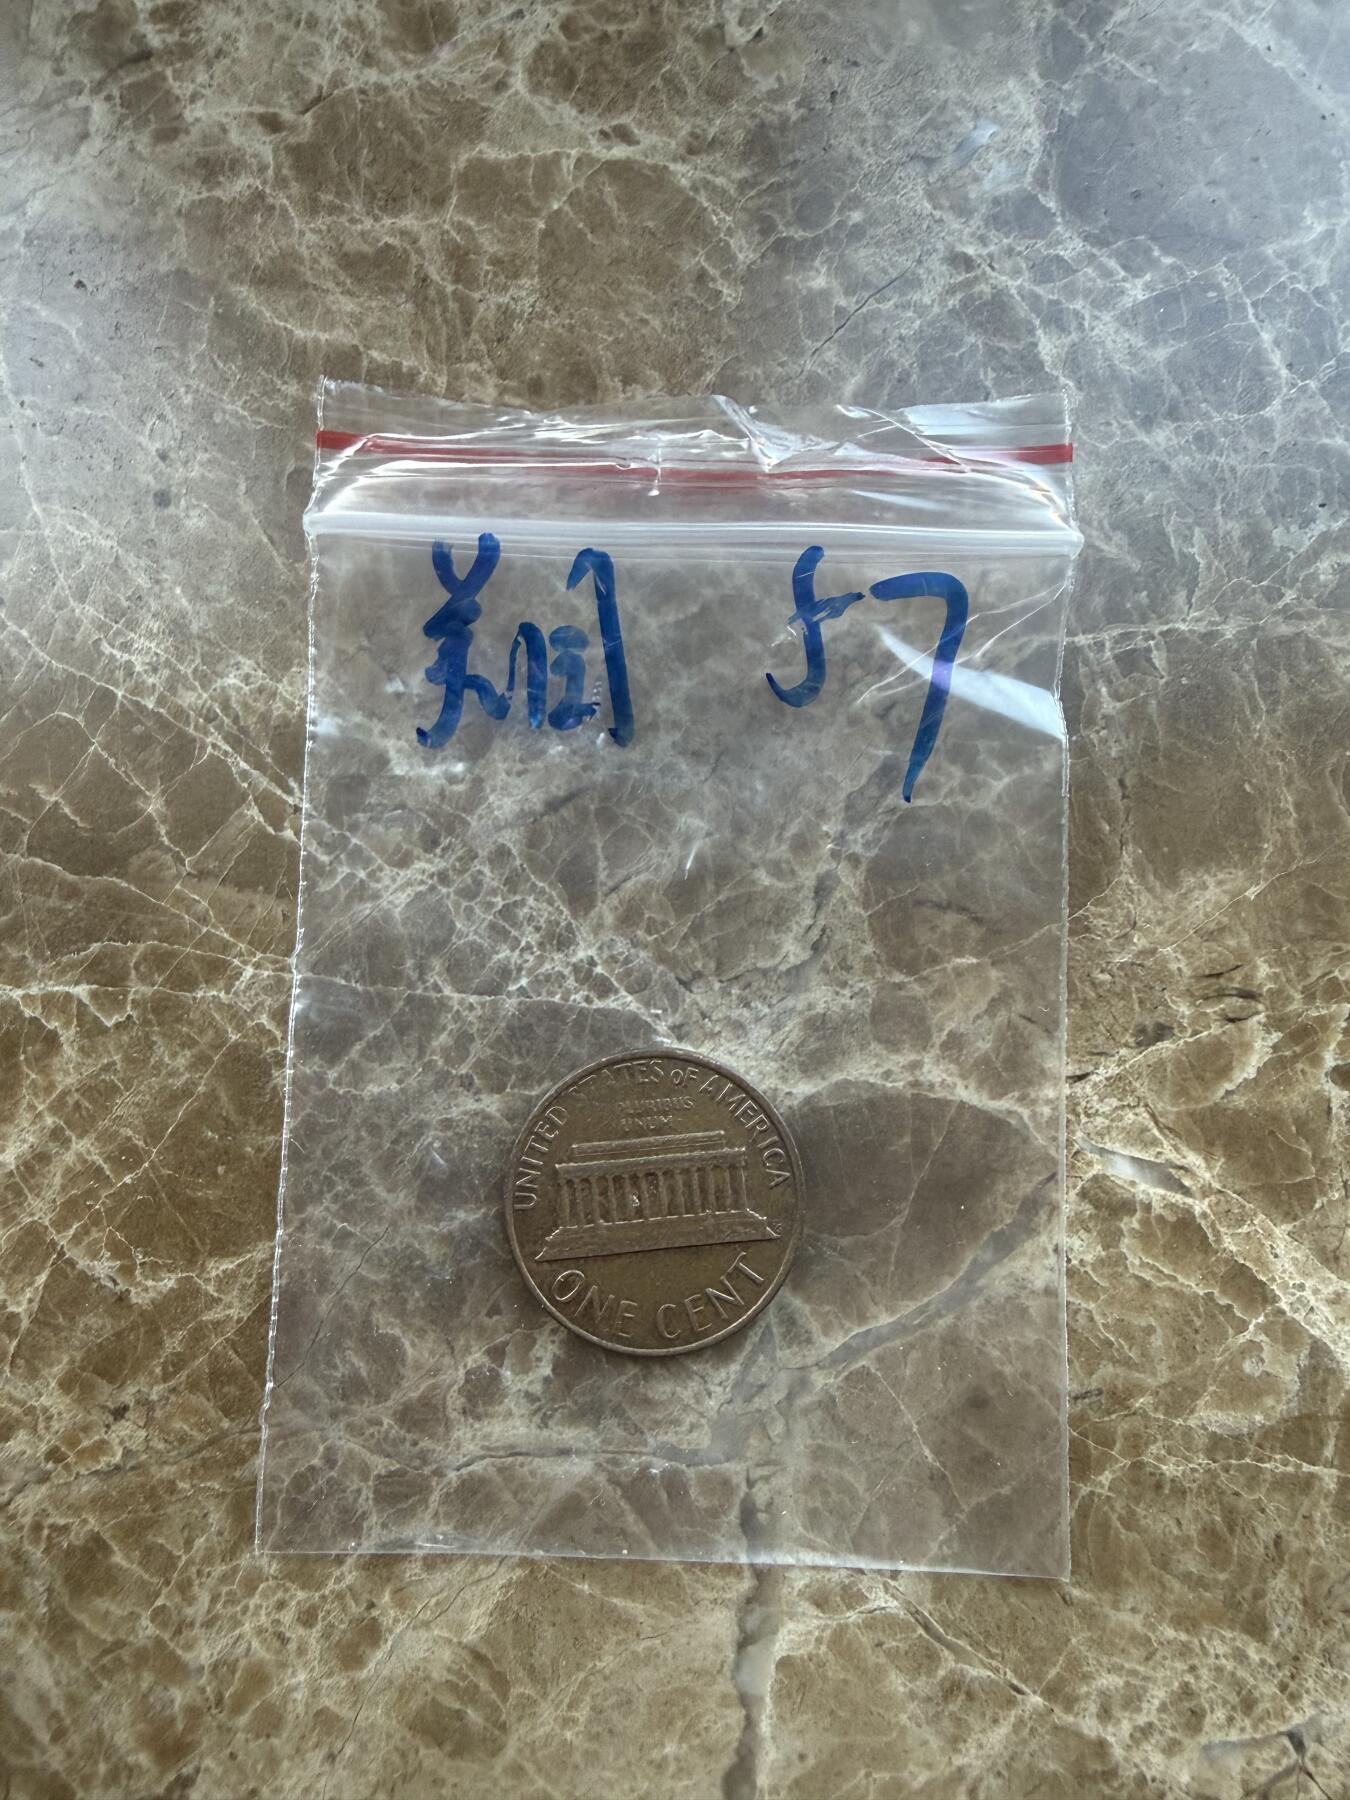 美国 57
UNITED STATES OF AMERICA
PLURIBUS
UNUM
ONE CENT